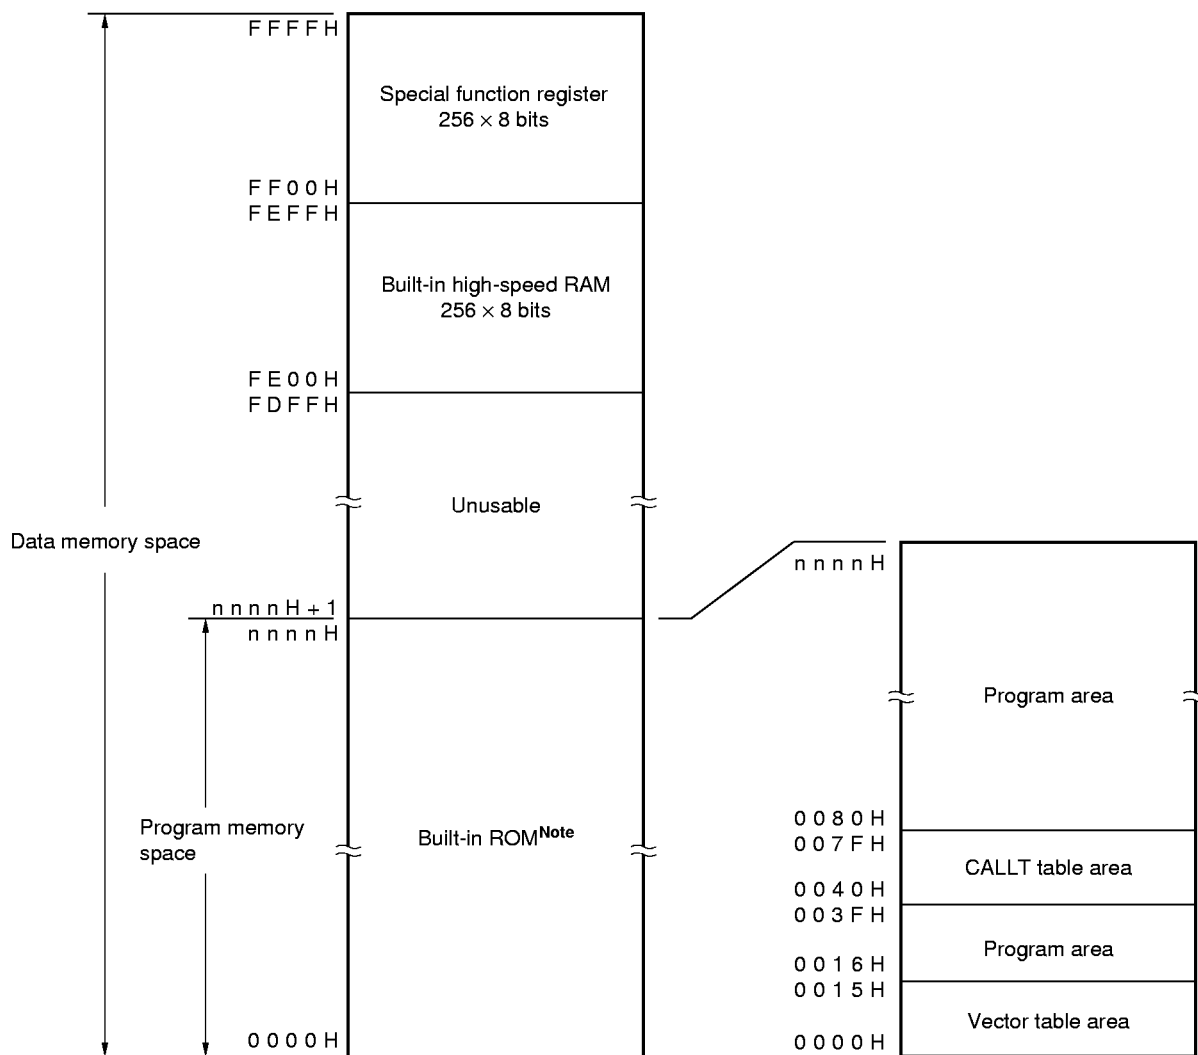 FFFFH
Special function register
256 × 8 bits
FF00H
FEFFH
Built-in high-speed RAM
256 × 8 bits
FE00H
FDFFH
Unusable
Data memory space
nnnnH + 1
nnnnH
Program memory
space
Built-in ROMNote
0000H
nnnnH
Program area
0080H
007FH
CALLT table area
0040H
003FH
Program area
0016H
0015H
Vector table area
0000H